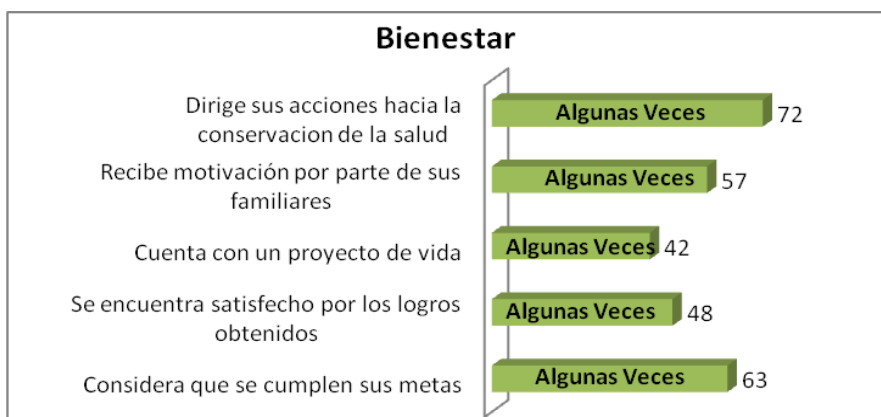 Bienestar
Dirige sus acciones hacia la
conservacion de la salud
Algunas Veces 72
Recibe motivación por parte de sus
familiares
Algunas Veces 57
Cuenta con un proyecto de vida
Algunas Veces 42
Se encuentra satisfecho por los logros
obtenidos
Algunas Veces 48
Considera que se cumplen sus metas
Algunas Veces 63